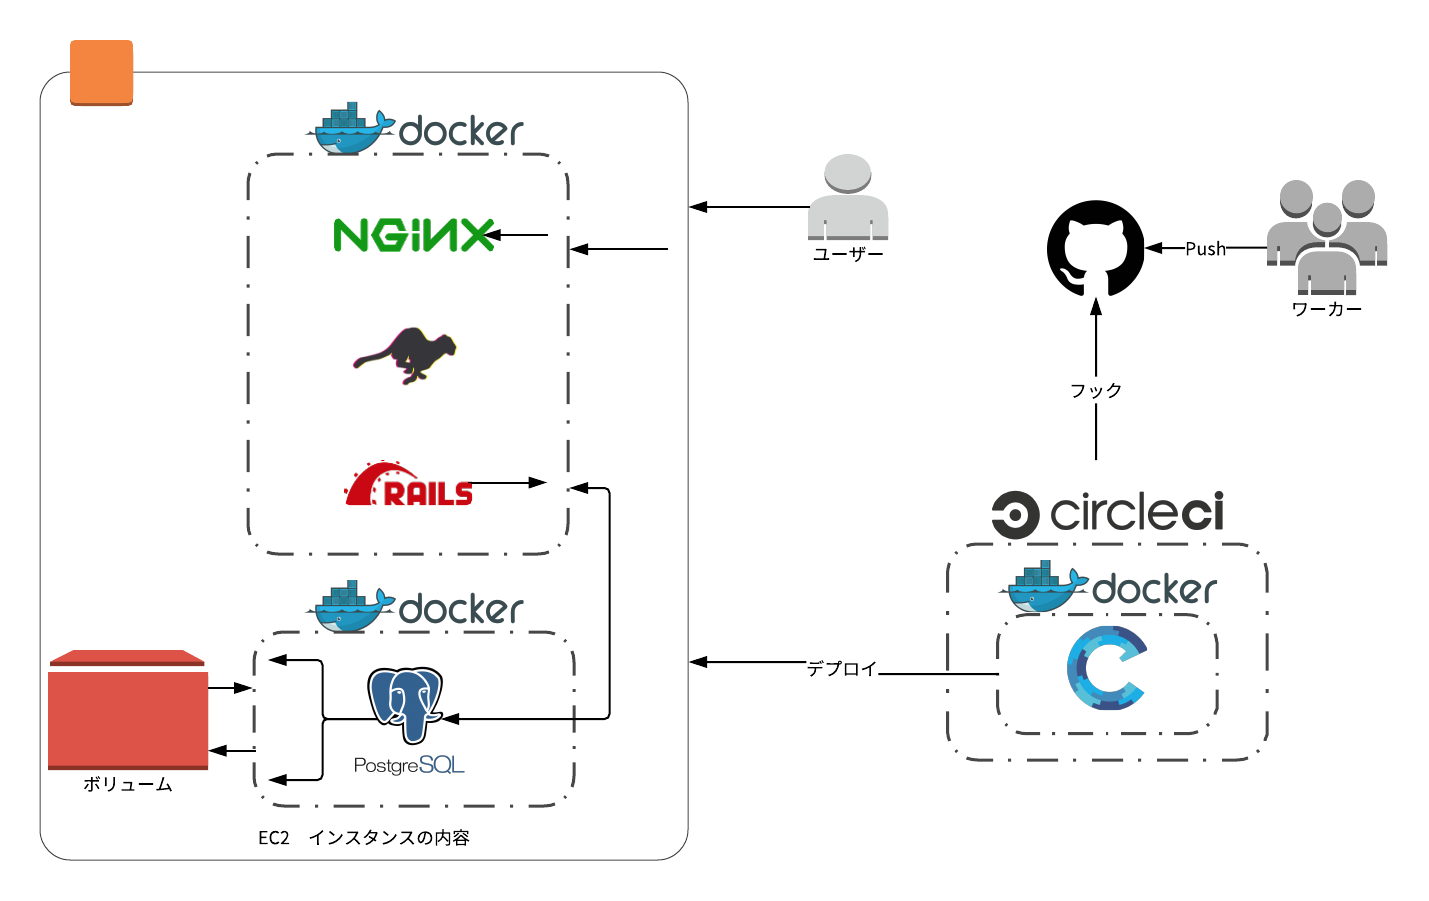 docker
NGiNX
RAILS
docker
PostgreSQL
ボリューム
EC2　インスタンスの内容
ユーザー
Push
ワーカー
フック
circleci
docker
デプロイ